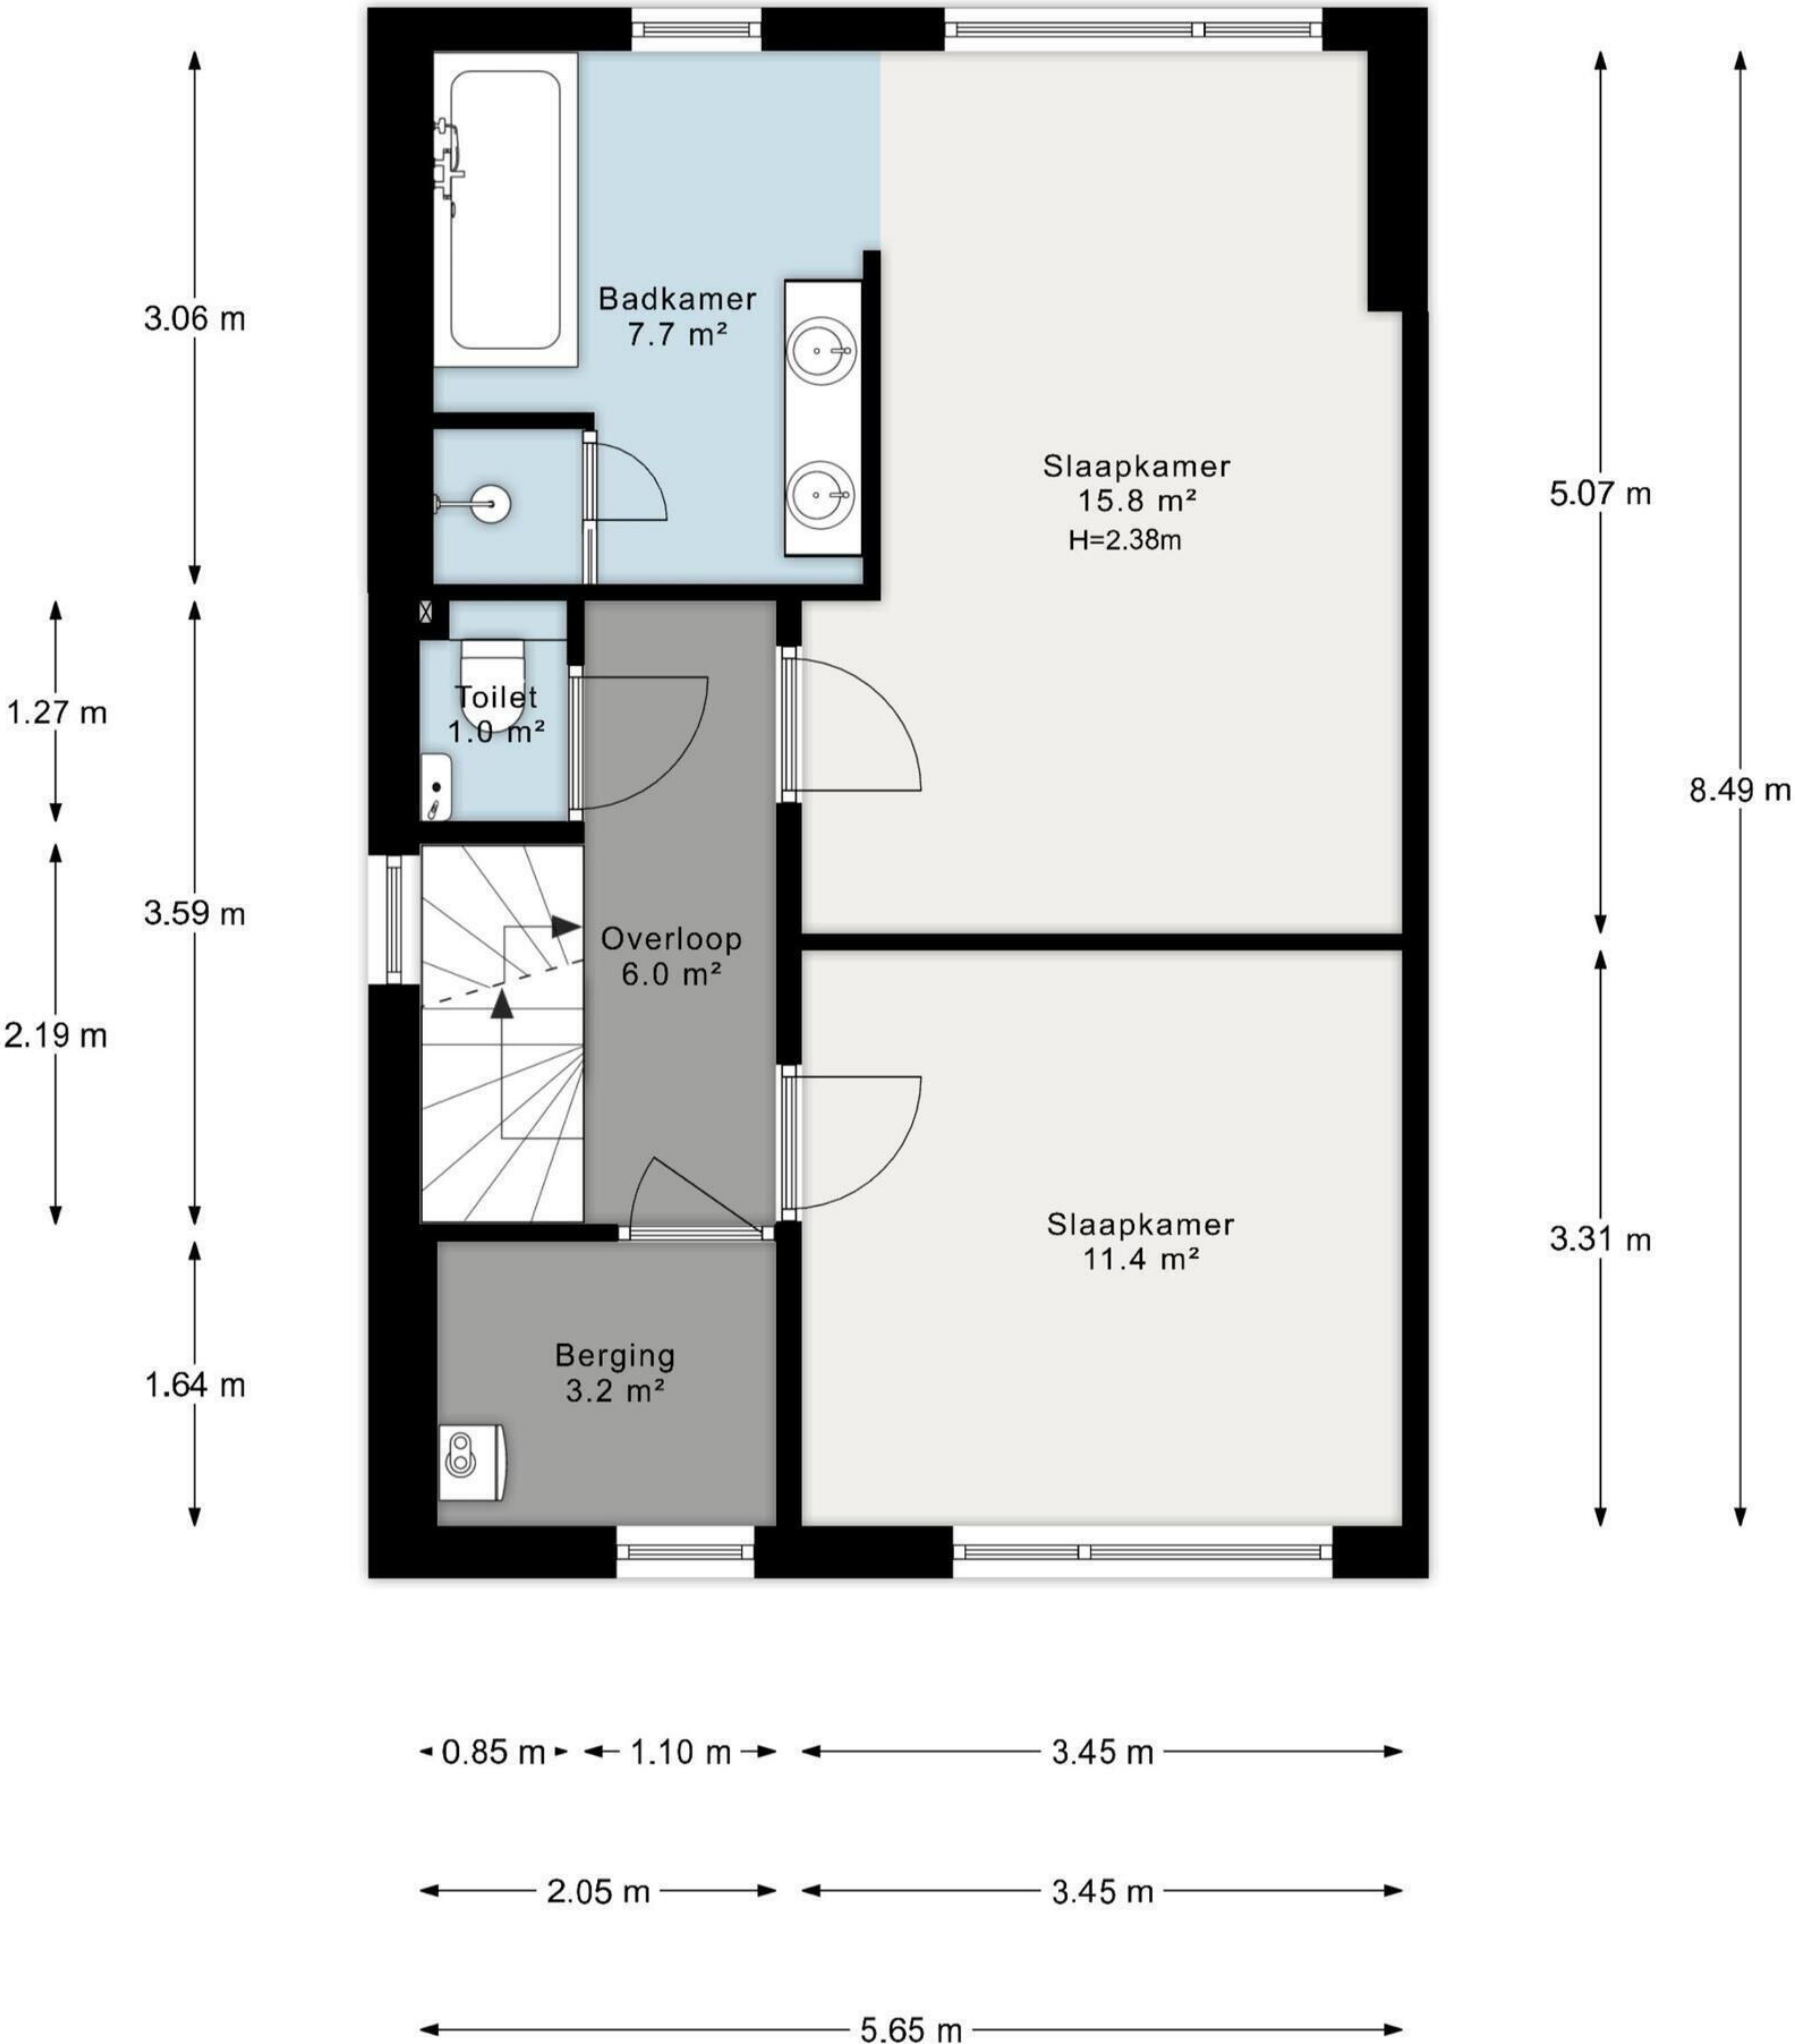 3.06 m
Badkamer
7.7 m²
Slaapkamer
15.8 m²
H=2.38m
5.07 m
Toilet
1.0 m²
1.27 m
8.49 m
3.59 m
Overloop
6.0 m²
2.19 m
Slaapkamer
11.4 m²
3.31 m
Berging
3.2 m²
1.64 m
0.85 m
1.10 m
3.45 m
2.05 m
3.45 m
5.65 m